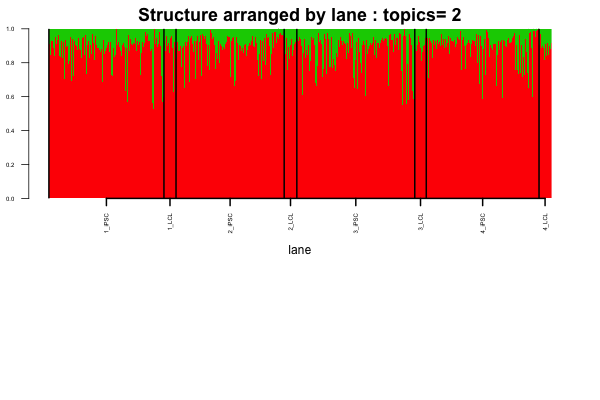 Structure arranged by lane : topics= 2
1.0
0.8
0.6
0.4
0.2
0.0
1_iPSC
1_LCL
2_iPSC
2_LCL
3_iPSC
3_LCL
4_iPSC
4_LCL
lane